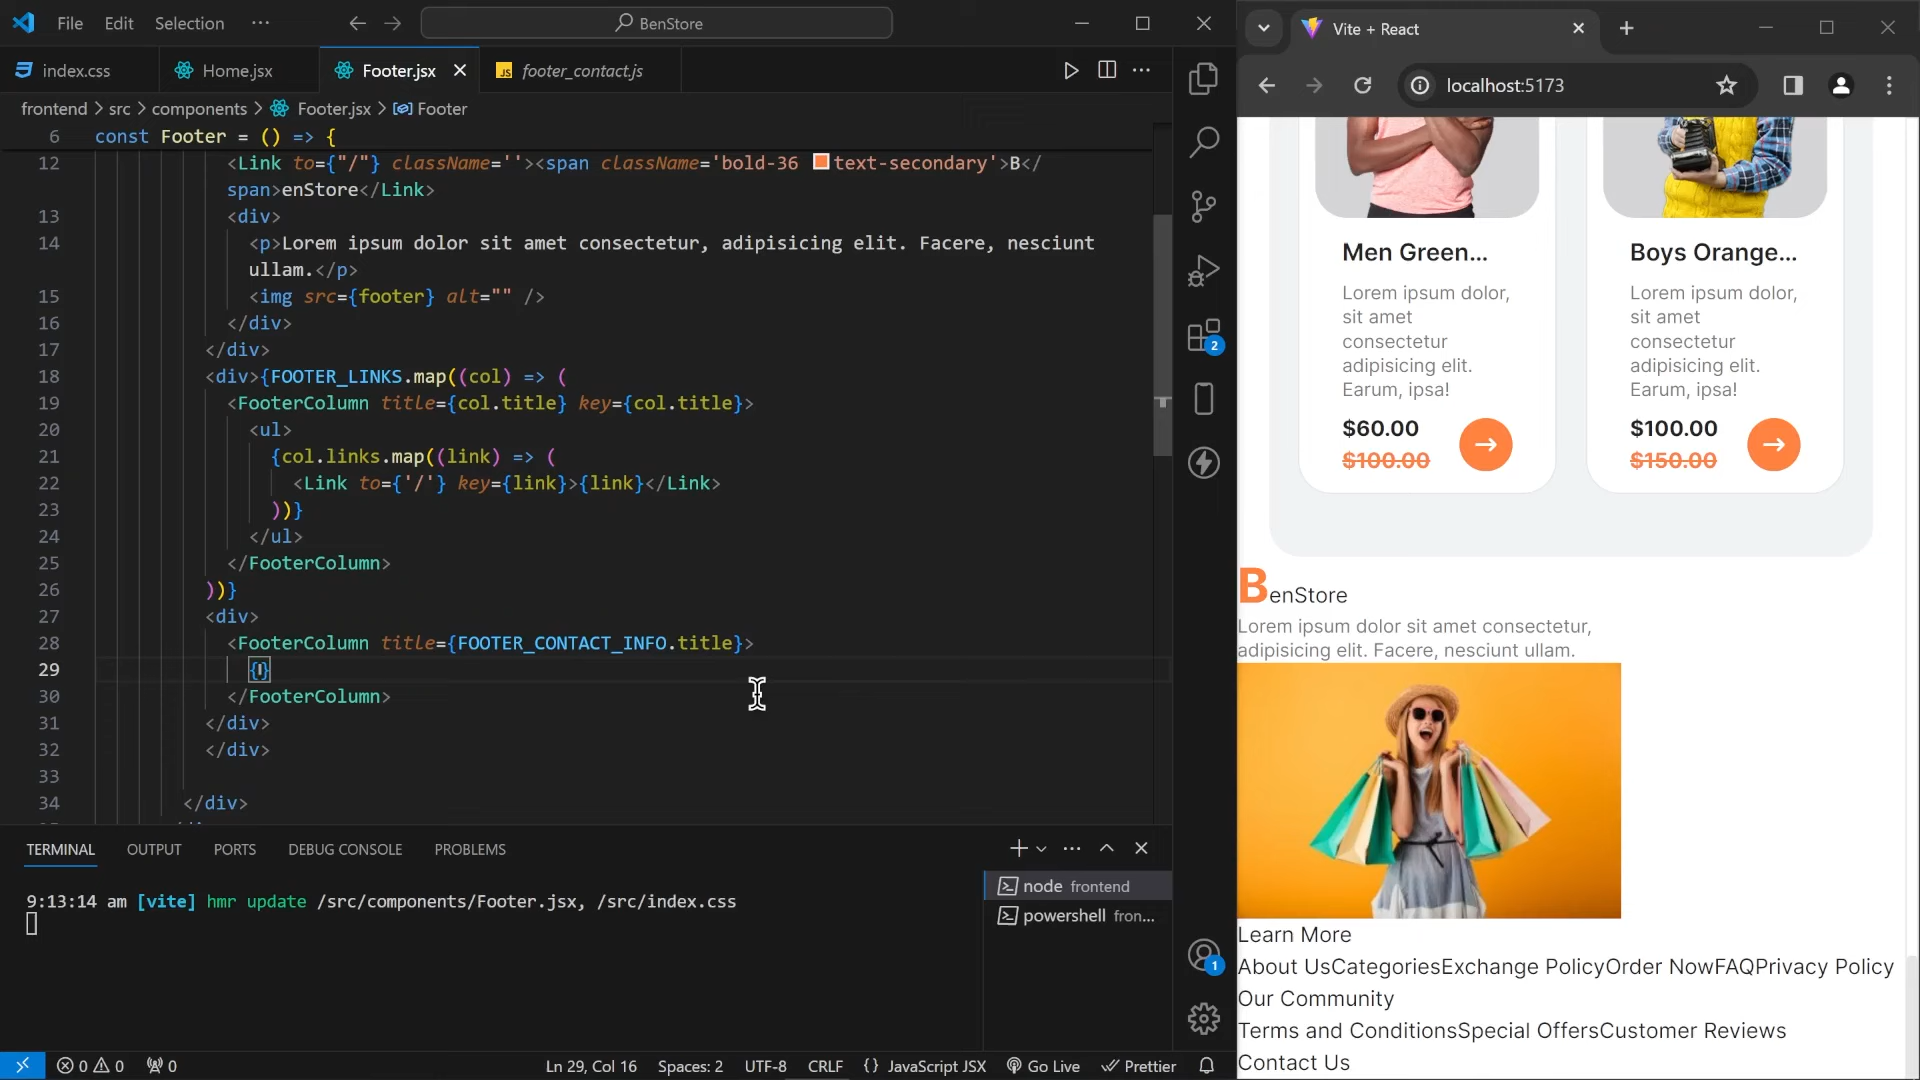 File Edit Selection ··· BenStore
index.css Home.jsx Footer.jsx footer_contact.js
frontend > src > components > Footer.jsx > Footer
6 const Footer = () => {
12 <Link to={"/"} className=''><span className='bold-36 text-secondary'>B</
span>enStore</Link>
13 <div>
14 <p>Lorem ipsum dolor sit amet consectetur, adipisicing elit. Facere, nesciunt
ullam.</p>
15 <img src={footer} alt="" />
16 </div>
17 </div>
18 <div>{FOOTER_LINKS.map((col) => (
19 <FooterColumn title={col.title} key={col.title}>
20 <ul>
21 {col.links.map((link) => (
22 <Link to={'/'} key={link}>{link}</Link>
23 ))}
24 </ul>
25 </FooterColumn>
26 ))}
27 <div>
28 <FooterColumn title={FOOTER_CONTACT_INFO.title}>
29 {}
30 </FooterColumn>
31 </div>
32 </div>
33
34 </div>
2
TERMINAL OUTPUT PORTS DEBUG CONSOLE PROBLEMS
9:13:14 am [vite] hmr update /src/components/Footer.jsx, /src/index.css
node frontend
powershell fron...
1
0 0 0 Ln 29, Col 16 Spaces: 2 UTF-8 CRLF {} JavaScript JSX Go Live Prettier
Vite + React
localhost:5173
Men Green...
Lorem ipsum dolor,
sit amet
consectetur
adipisicing elit.
Earum, ipsa!
$60.00
$100.00
Boys Orange...
Lorem ipsum dolor,
sit amet
consectetur
adipisicing elit.
Earum, ipsa!
$100.00
$150.00
BenStore
Lorem ipsum dolor sit amet consectetur,
adipisicing elit. Facere, nesciunt ullam.
Learn More
About UsCategoriesExchange PolicyOrder NowFAQPrivacy Policy
Our Community
Terms and ConditionsSpecial OffersCustomer Reviews
Contact Us